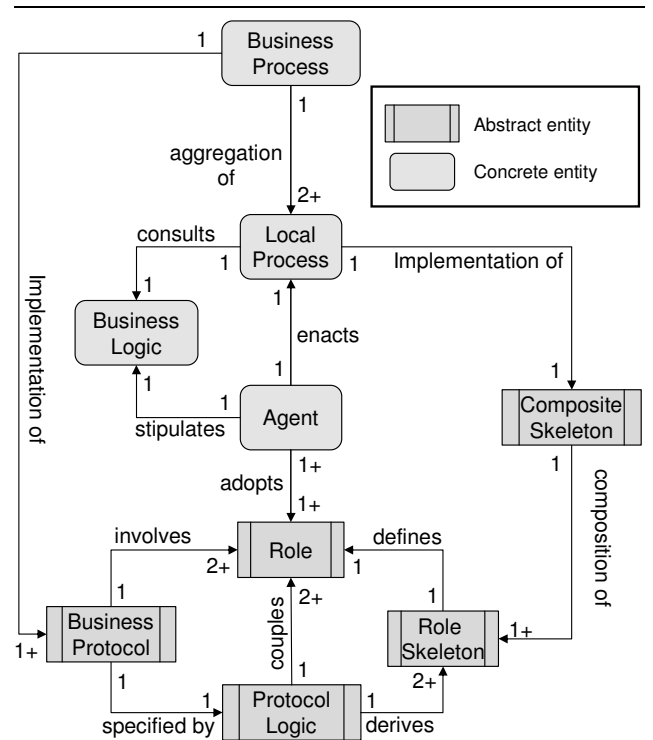 1
Business
Process
1
Abstract entity
aggregation
of
Concrete entity
2+
consults
Local
Process
1
1
Implementation of
1
1
Business
Logic
enacts
Implementation of
1
1
1
stipulates
1
Agent
1
Composite
Skeleton
1
1+
adopts
1+
composition of
involves
Role
defines
2+
1
1
2+
couples
1
Business
Protocol
1+
Role
Skeleton
1+
1
1
2+
specified by
1
Protocol
Logic
1
derives